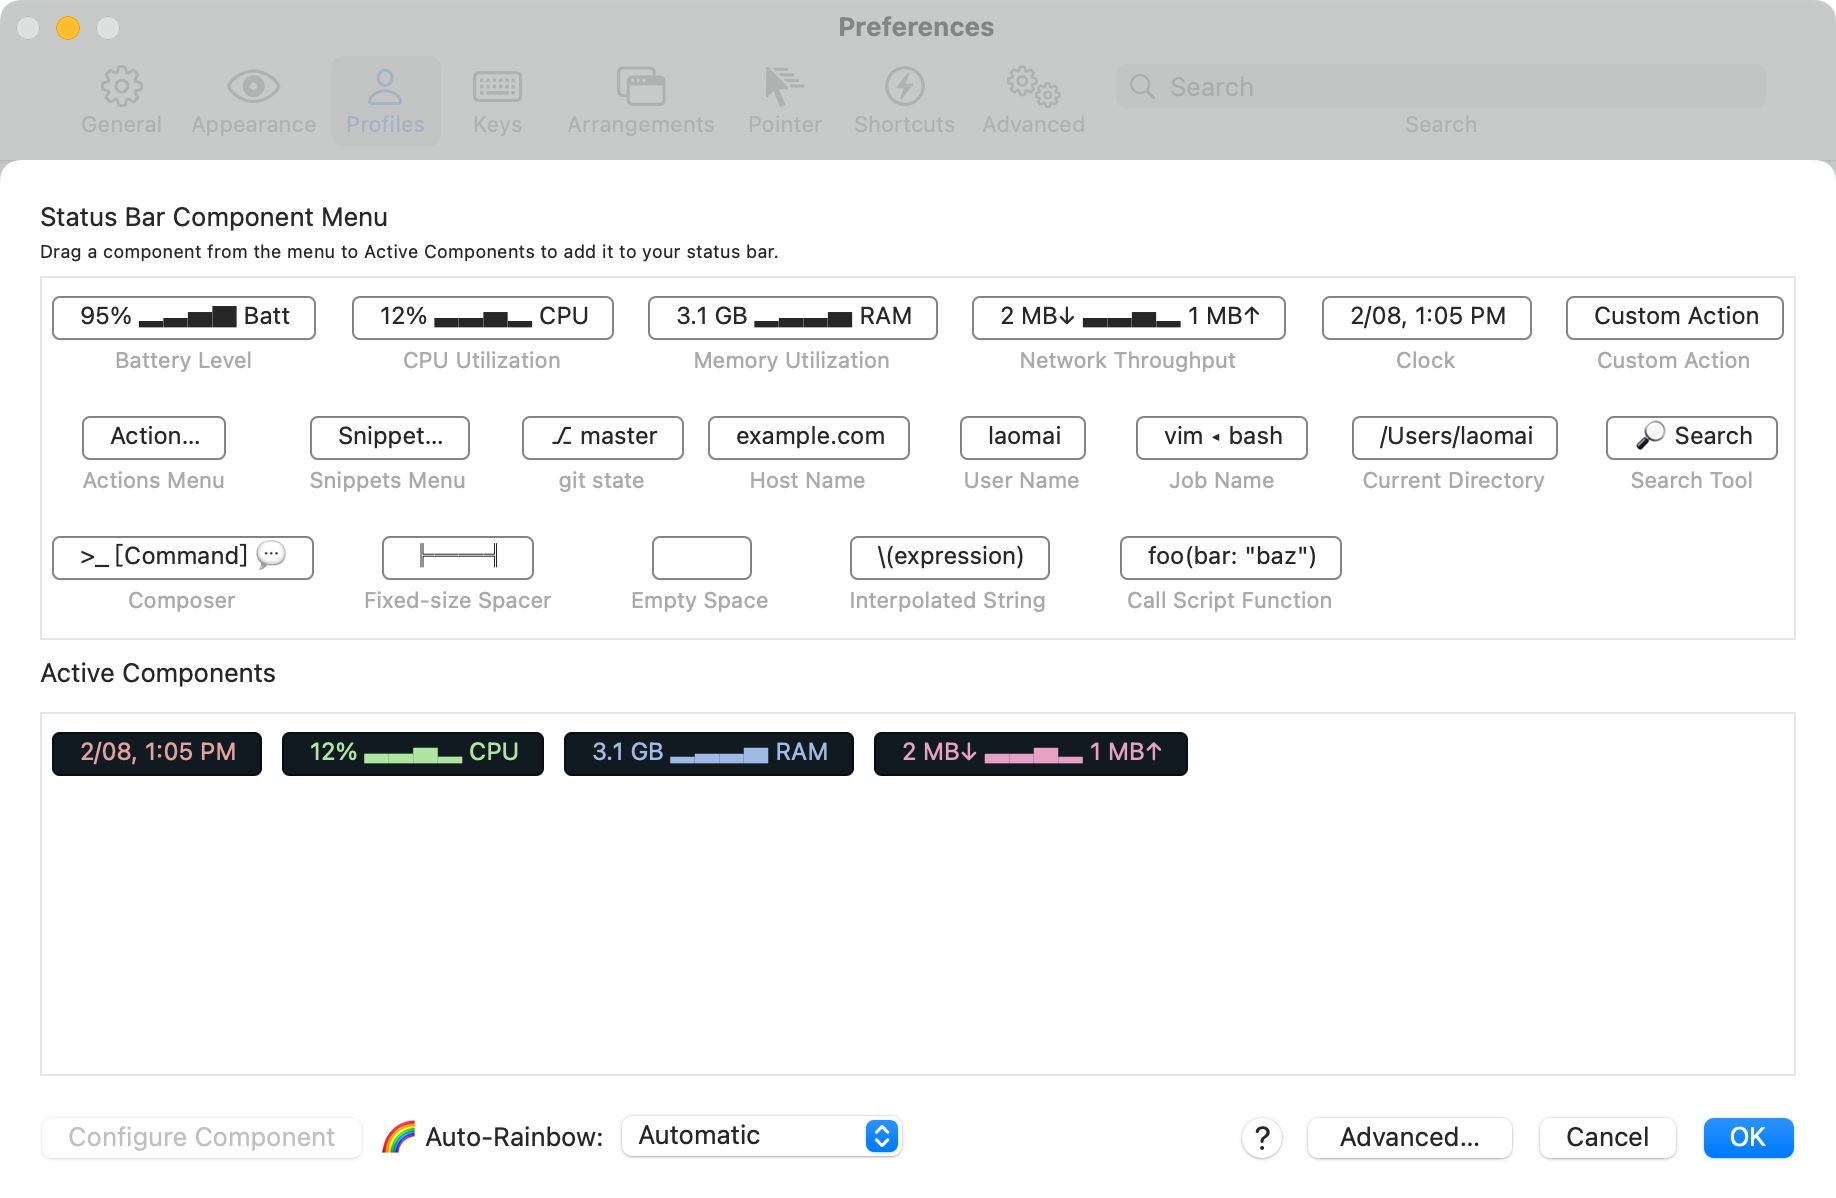 Preferences
General Appearance Profiles Keys Arrangements Pointer Shortcuts Advanced Search
Search
Status Bar Component Menu
Drag a component from the menu to Active Components to add it to your status bar.
95% ▂▃▅▇ Batt 12% ▃▃▅▂ CPU 3.1 GB ▂▃▃▅ RAM 2 MB↓ ▃▃▅▂ 1 MB↑ 2/08, 1:05 PM Custom Action
Battery Level CPU Utilization Memory Utilization Network Throughput Clock Custom Action
Action… Snippet… ⎇ master example.com laomai vim ◂ bash /Users/laomai 🔎 Search
Actions Menu Snippets Menu git state Host Name User Name Job Name Current Directory Search Tool
>_ [Command] 💬 ╞════╡ \(expression) foo(bar: "baz")
Composer Fixed-size Spacer Empty Space Interpolated String Call Script Function
Active Components
2/08, 1:05 PM 12% ▃▃▅▂ CPU 3.1 GB ▂▃▃▅ RAM 2 MB↓ ▃▃▅▂ 1 MB↑
Configure Component 🌈 Auto-Rainbow: Automatic ? Advanced... Cancel OK